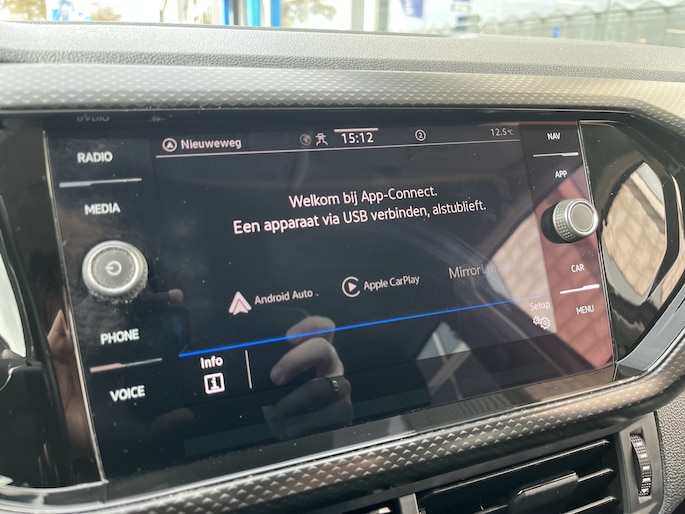 RADIO
MEDIA
PHONE
VOICE
Nieuweweg
15:12
2
12.5°C
Welkom bij App-Connect.
Een apparaat via USB verbinden, alstublieft.
Android Auto
Apple CarPlay
Setup
Info
NAV
APP
CAR
MENU